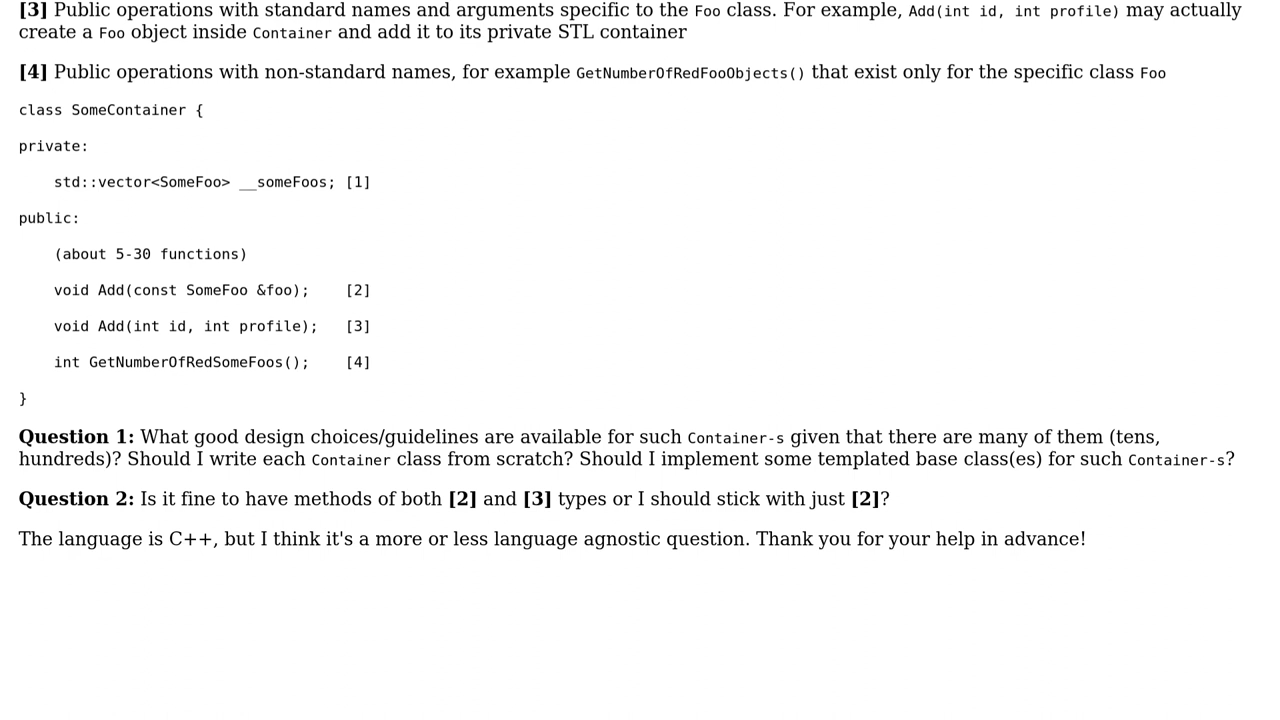 [3] Public operations with standard names and arguments specific to the Foo class. For example, Add(int id, int profile) may actually
create a Foo object inside Container and add it to its private STL container
[4] Public operations with non-standard names, for example GetNumberOfRedFooObjects() that exist only for the specific class Foo
class SomeContainer {
private:
    std::vector<SomeFoo> __someFoos; [1]
public:
    (about 5-30 functions)
    void Add(const SomeFoo &foo);    [2]
    void Add(int id, int profile);   [3]
    int GetNumberOfRedSomeFoos();    [4]
}
Question 1: What good design choices/guidelines are available for such Container-s given that there are many of them (tens,
hundreds)? Should I write each Container class from scratch? Should I implement some templated base class(es) for such Container-s?
Question 2: Is it fine to have methods of both [2] and [3] types or I should stick with just [2]?
The language is C++, but I think it's a more or less language agnostic question. Thank you for your help in advance!